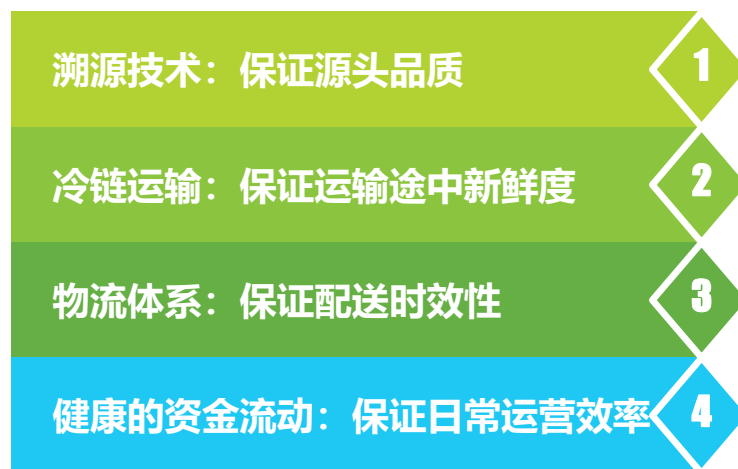 溯源技术：保证源头品质 1
冷链运输：保证运输途中新鲜度 2
物流体系：保证配送时效性 3
健康的资金流动：保证日常运营效率 4